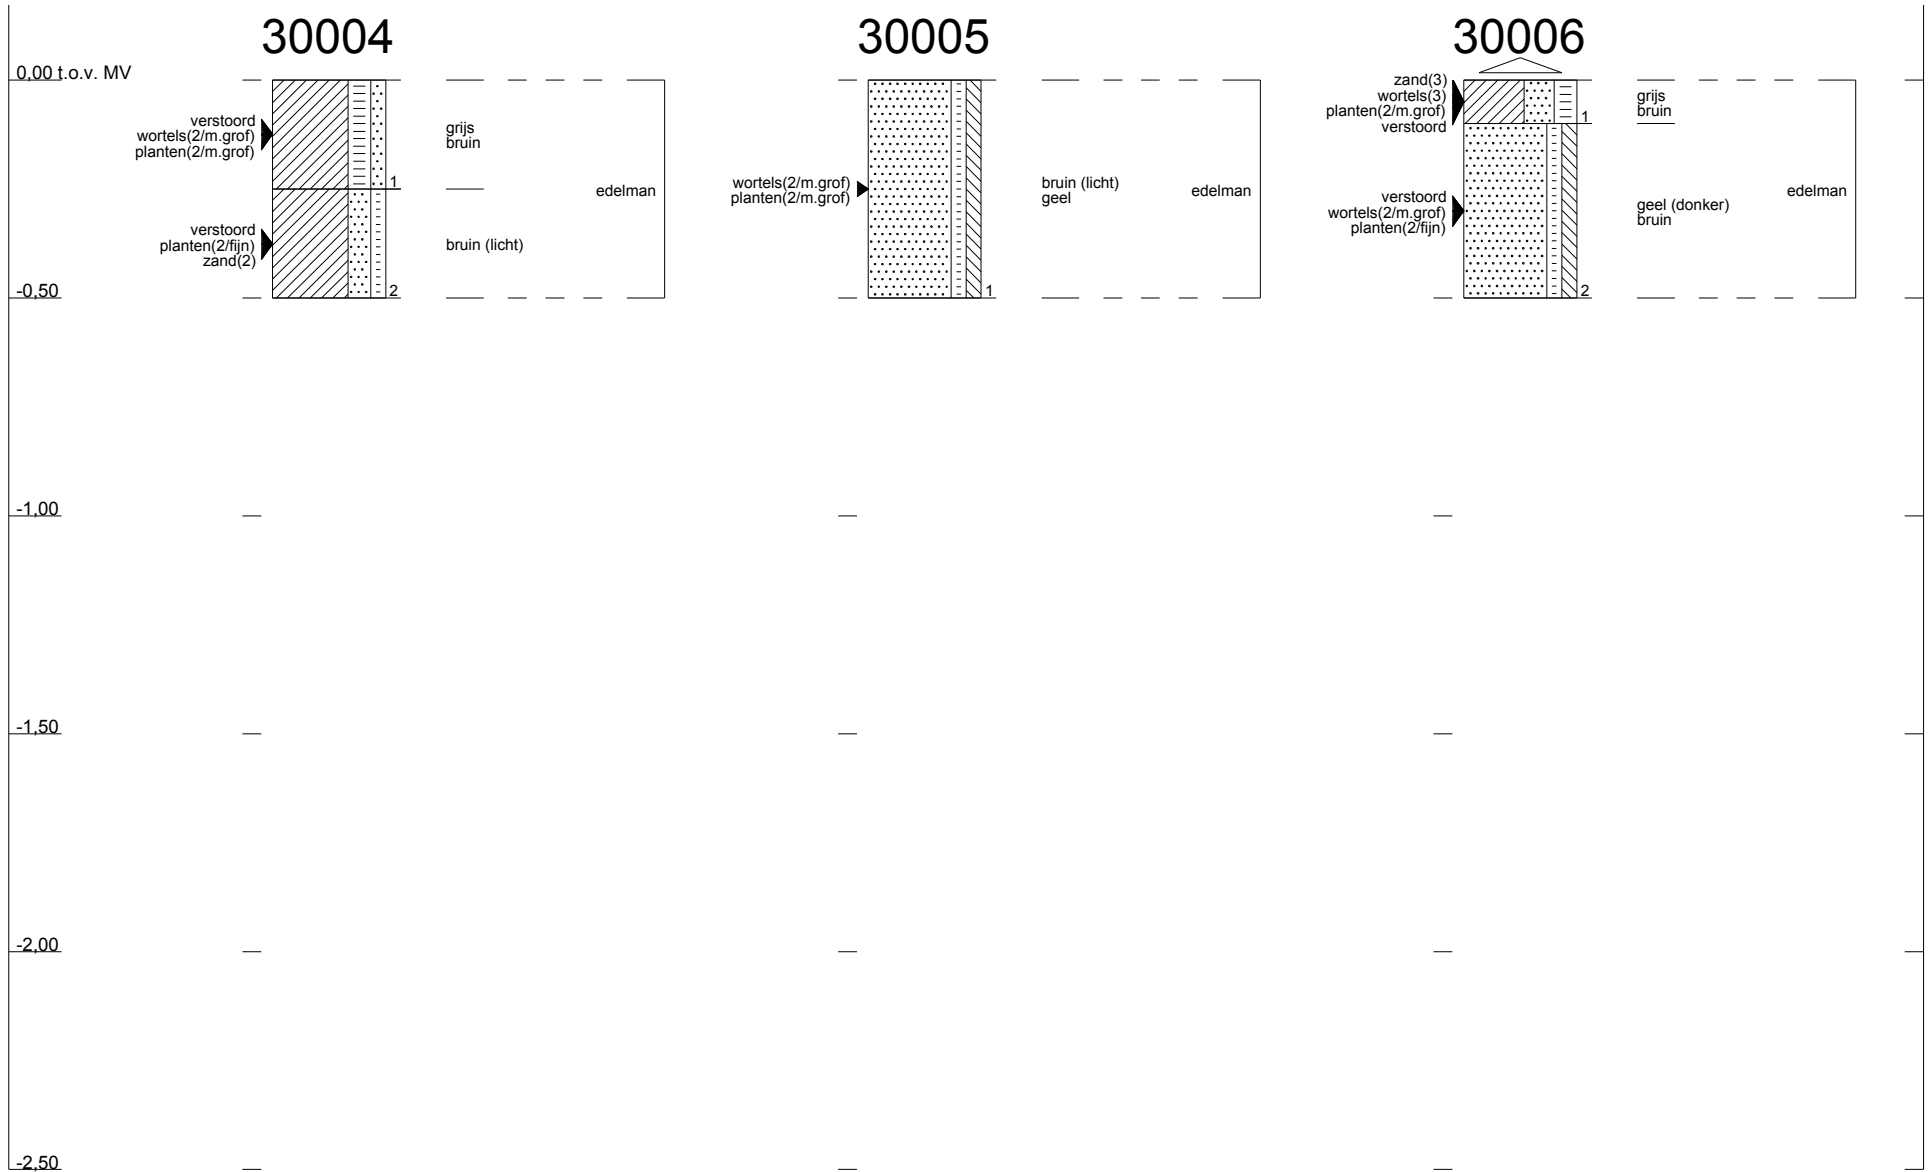 30004
30005
30006
0,00 t.o.v. MV
verstoord
wortels(2/m.grof)
planten(2/m.grof)
1
grijs
bruin
verstoord
planten(2/fijn)
zand(2)
2
bruin (licht)
edelman
wortels(2/m.grof)
planten(2/m.grof)
1
bruin (licht)
geel
edelman
zand(3)
wortels(3)
planten(2/m.grof)
verstoord
1
grijs
bruin
verstoord
wortels(2/m.grof)
planten(2/fijn)
2
geel (donker)
bruin
edelman
-0,50
-1,00
-1,50
-2,00
-2,50